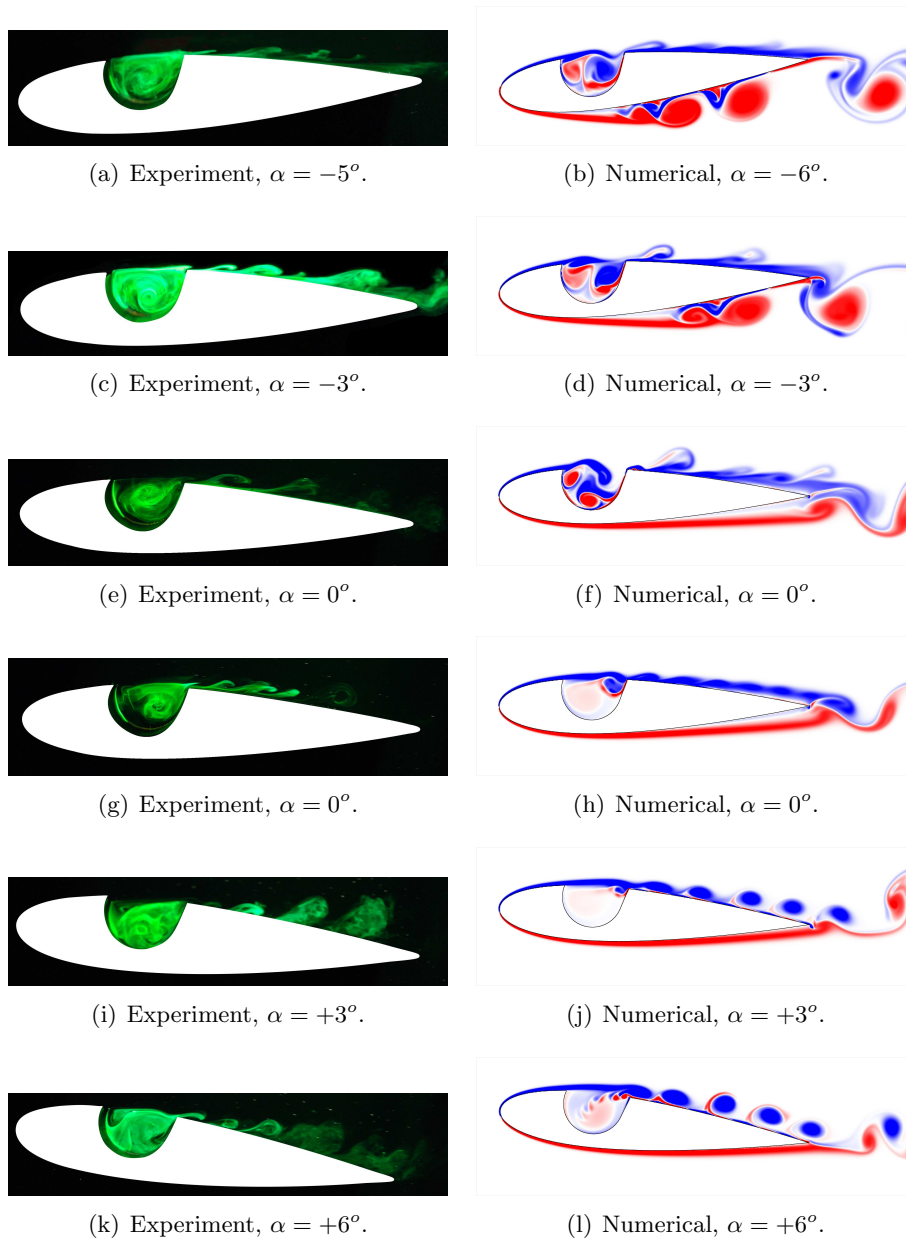 (a) Experiment, α = −5°.
(b) Numerical, α = −6°.
(c) Experiment, α = −3°.
(d) Numerical, α = −3°.
(e) Experiment, α = 0°.
(f) Numerical, α = 0°.
(g) Experiment, α = 0°.
(h) Numerical, α = 0°.
(i) Experiment, α = +3°.
(j) Numerical, α = +3°.
(k) Experiment, α = +6°.
(l) Numerical, α = +6°.